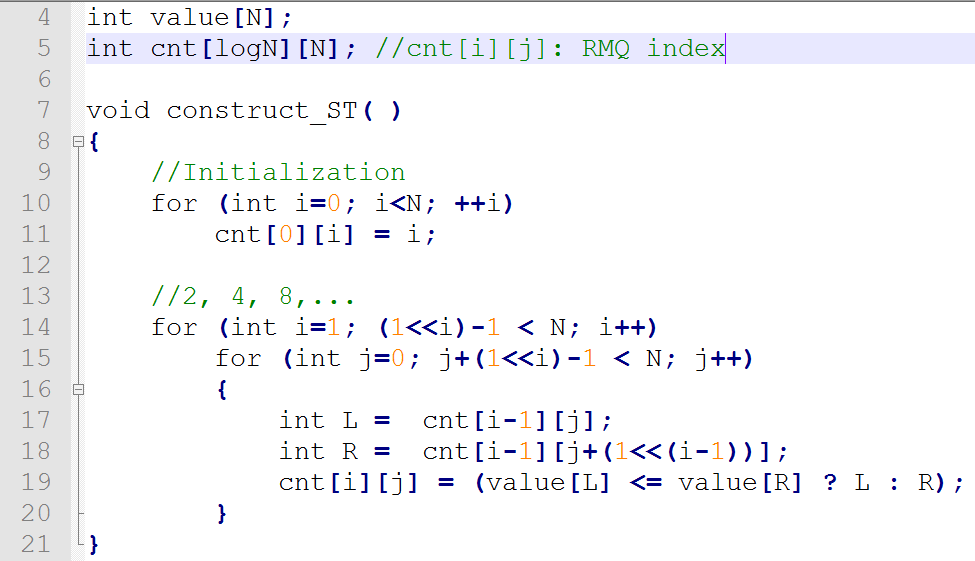 4 int value[N];
5 int cnt[logN][N]; //cnt[i][j]: RMQ index
6
7 void construct_ST( )
8 {
9     //Initialization
10     for (int i=0; i<N; ++i)
11         cnt[0][i] = i;
12
13     //2, 4, 8,...
14     for (int i=1; (1<<i)-1 < N; i++)
15         for (int j=0; j+(1<<i)-1 < N; j++)
16         {
17             int L =  cnt[i-1][j];
18             int R =  cnt[i-1][j+(1<<(i-1))];
19             cnt[i][j] = (value[L] <= value[R] ? L : R);
20         }
21 }